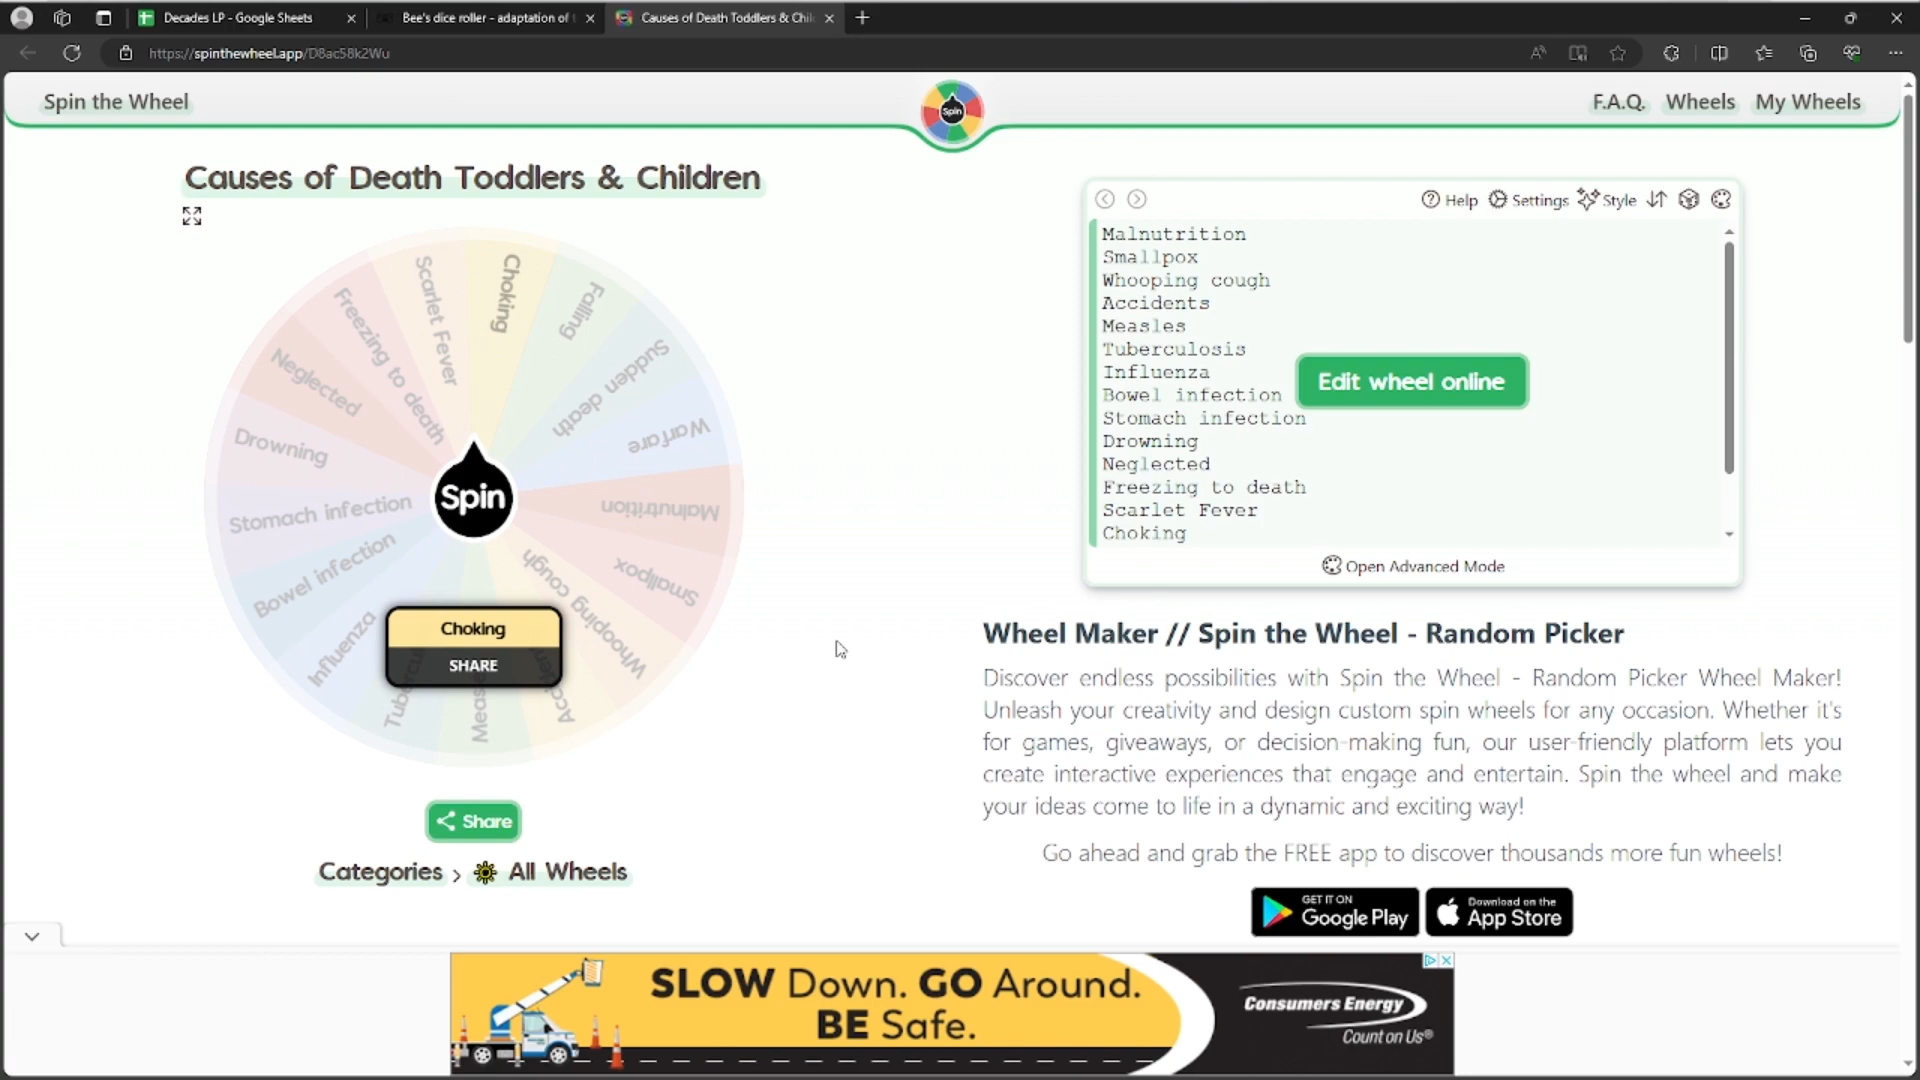 Decades LP - Google Sheets
Bee's dice roller - adaptation of
Causes of Death Toddlers & Chil
https://spinthewheel.app/D8ac58k2Wu
Spin the Wheel
Spin
F.A.Q. Wheels My Wheels
Causes of Death Toddlers & Children
Help Settings Style
Malnutrition
Smallpox
Whooping cough
Accidents
Measles
Tuberculosis
Influenza
Bowel infection
Stomach infection
Drowning
Neglected
Freezing to death
Scarlet Fever
Choking
Edit wheel online
Open Advanced Mode
Choking
Falling
Sudden death
Warfare
Malnutrition
Smallpox
Whooping cough
Acc
Measle
Tuberc
Influenza
Bowel infection
Stomach infection
Drowning
Neglected
Freezing to death
Scarlet Fever
Spin
Choking
SHARE
Share
Categories > All Wheels
Wheel Maker // Spin the Wheel - Random Picker
Discover endless possibilities with Spin the Wheel - Random Picker Wheel Maker!
Unleash your creativity and design custom spin wheels for any occasion. Whether it's
for games, giveaways, or decision-making fun, our user-friendly platform lets you
create interactive experiences that engage and entertain. Spin the wheel and make
your ideas come to life in a dynamic and exciting way!
Go ahead and grab the FREE app to discover thousands more fun wheels!
GET IT ON
Google Play
Download on the
App Store
SLOW Down. GO Around.
BE Safe.
Consumers Energy
Count on Us®